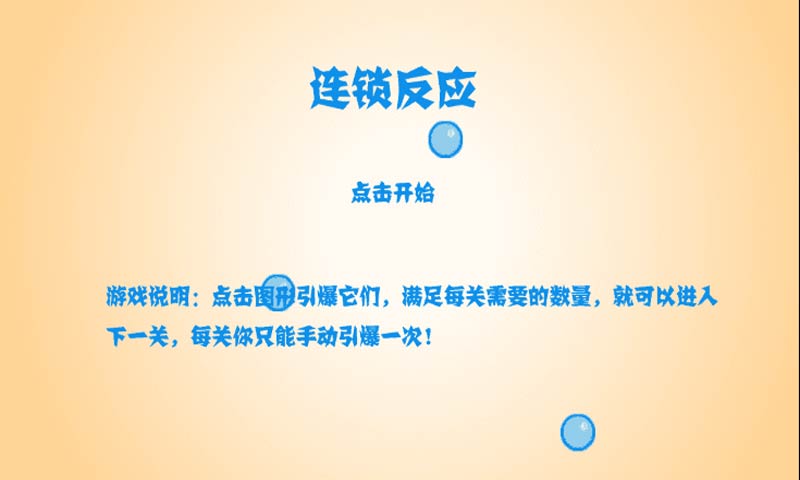 连锁反应
点击开始
游戏说明：点击图形引爆它们，满足每关需要的数量，就可以进入
下一关，每关你只能手动引爆一次！